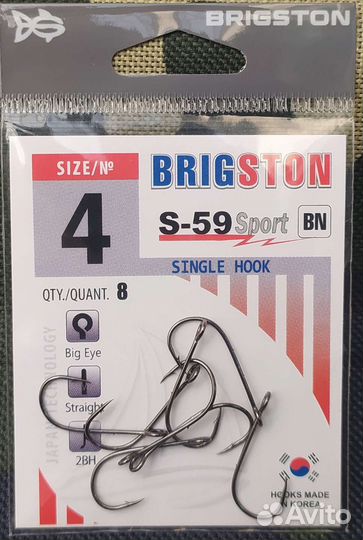 BRIGSTON
SIZE/№
4
BRIGSTON
S-59 Sport BN
SINGLE HOOK
QTY./QUANT. 8
Big Eye
Straight
2BH
JAPAN TECHNOLOGY
HOOKS MADE
IN KOREA
Avito